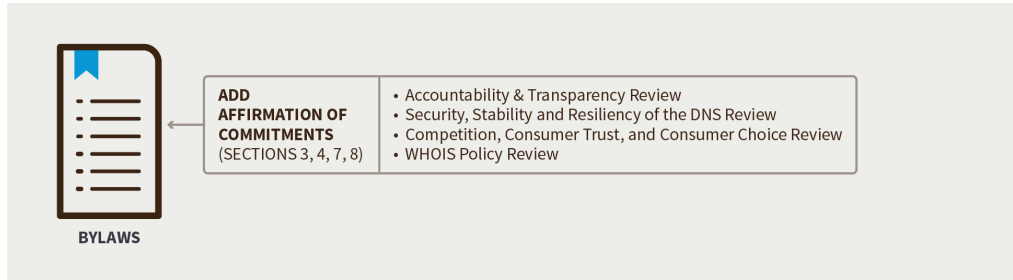 ADD
AFFIRMATION OF
COMMITMENTS
(SECTIONS 3, 4, 7, 8)
• Accountability & Transparency Review
• Security, Stability and Resiliency of the DNS Review
• Competition, Consumer Trust, and Consumer Choice Review
• WHOIS Policy Review
BYLAWS